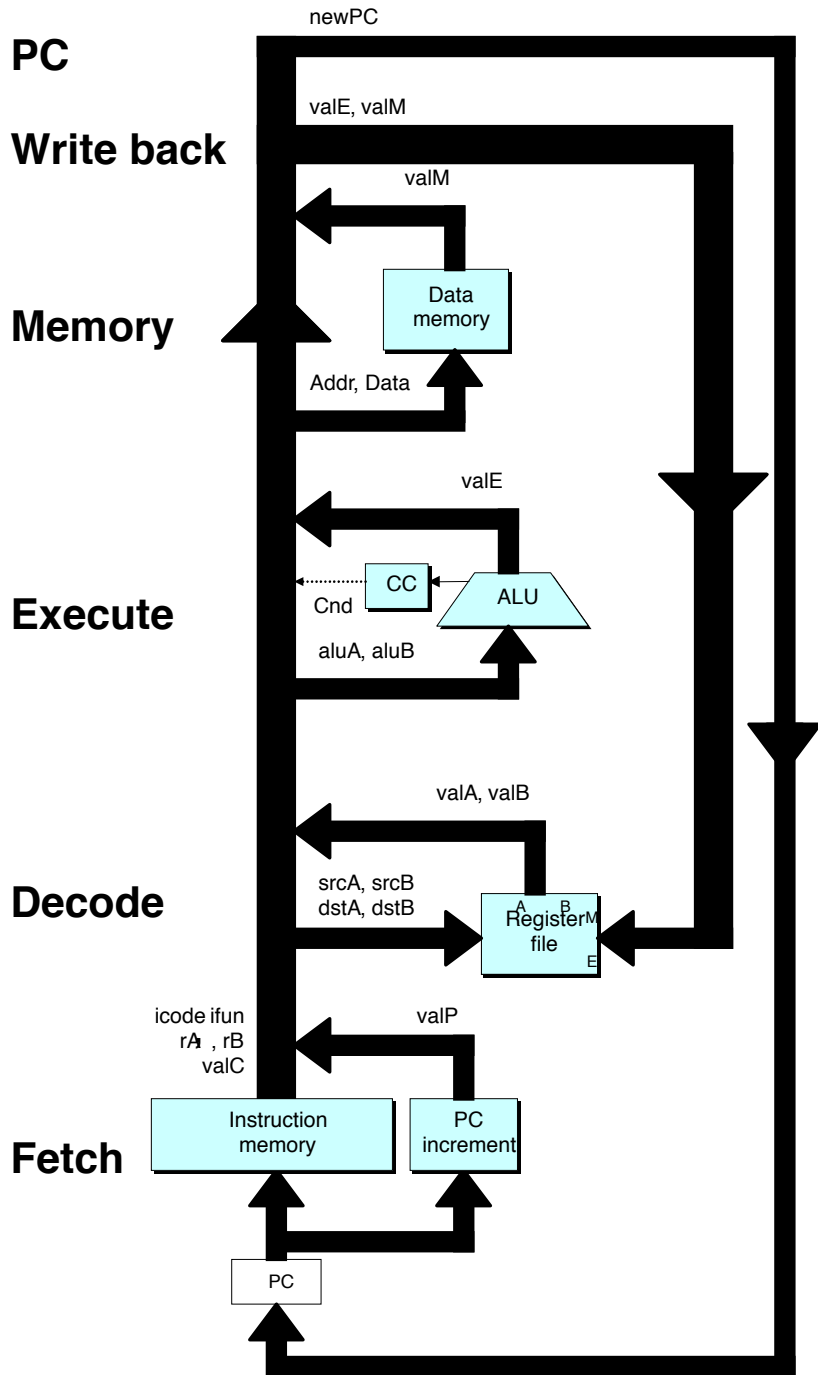 newPC
PC
valE, valM
Write back
valM
Data
memory
Memory
Addr, Data
valE
CC
ALU
Cnd
Execute
aluA, aluB
valA, valB
srcA, srcB
dstA, dstB
Decode
A B
Register M
file
E
icode ifun
rA , rB
valC
valP
Instruction
memory
PC
increment
Fetch
PC